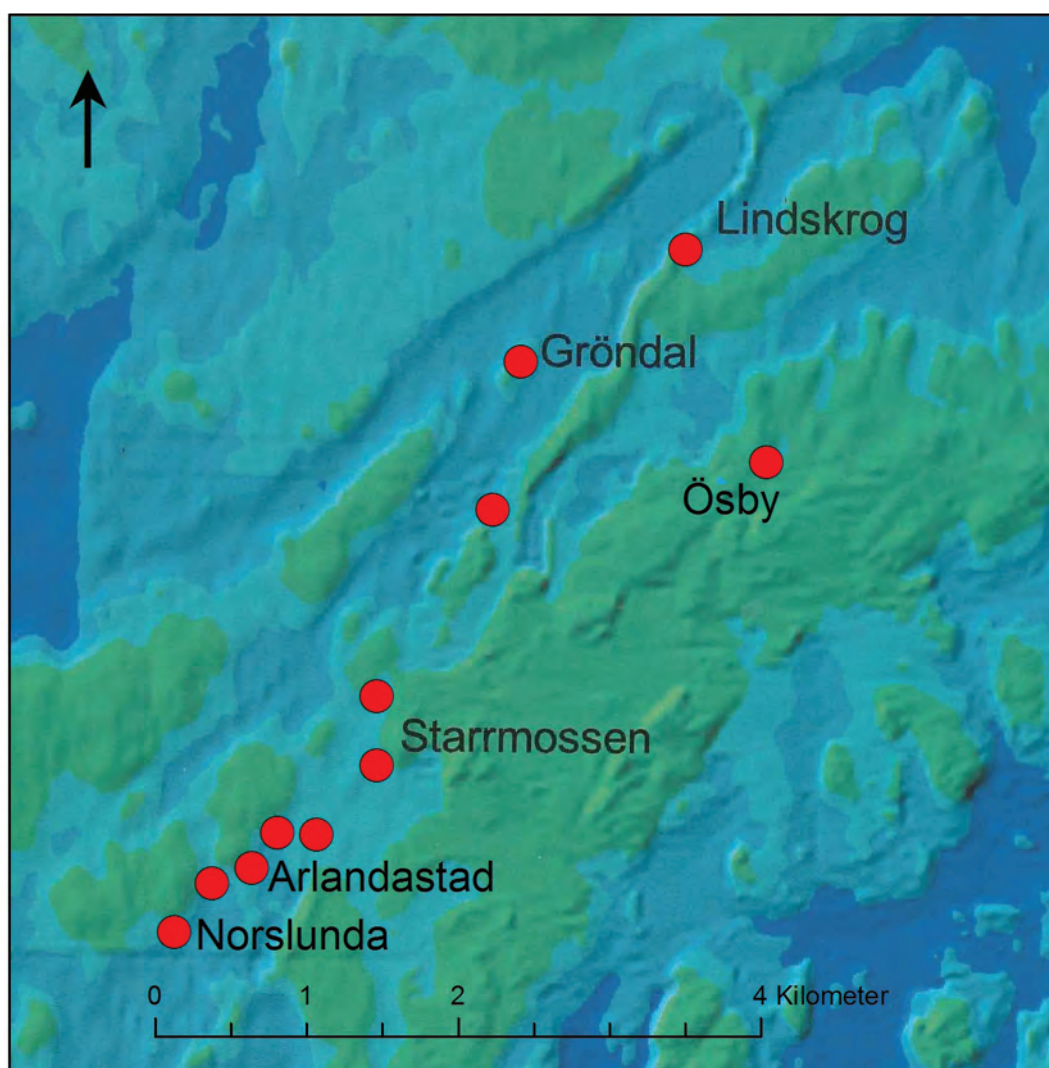 Lindskrog
Gröndal
Ösby
Starrmossen
Arlandastad
Norslunda
0 1 2 4 Kilometer